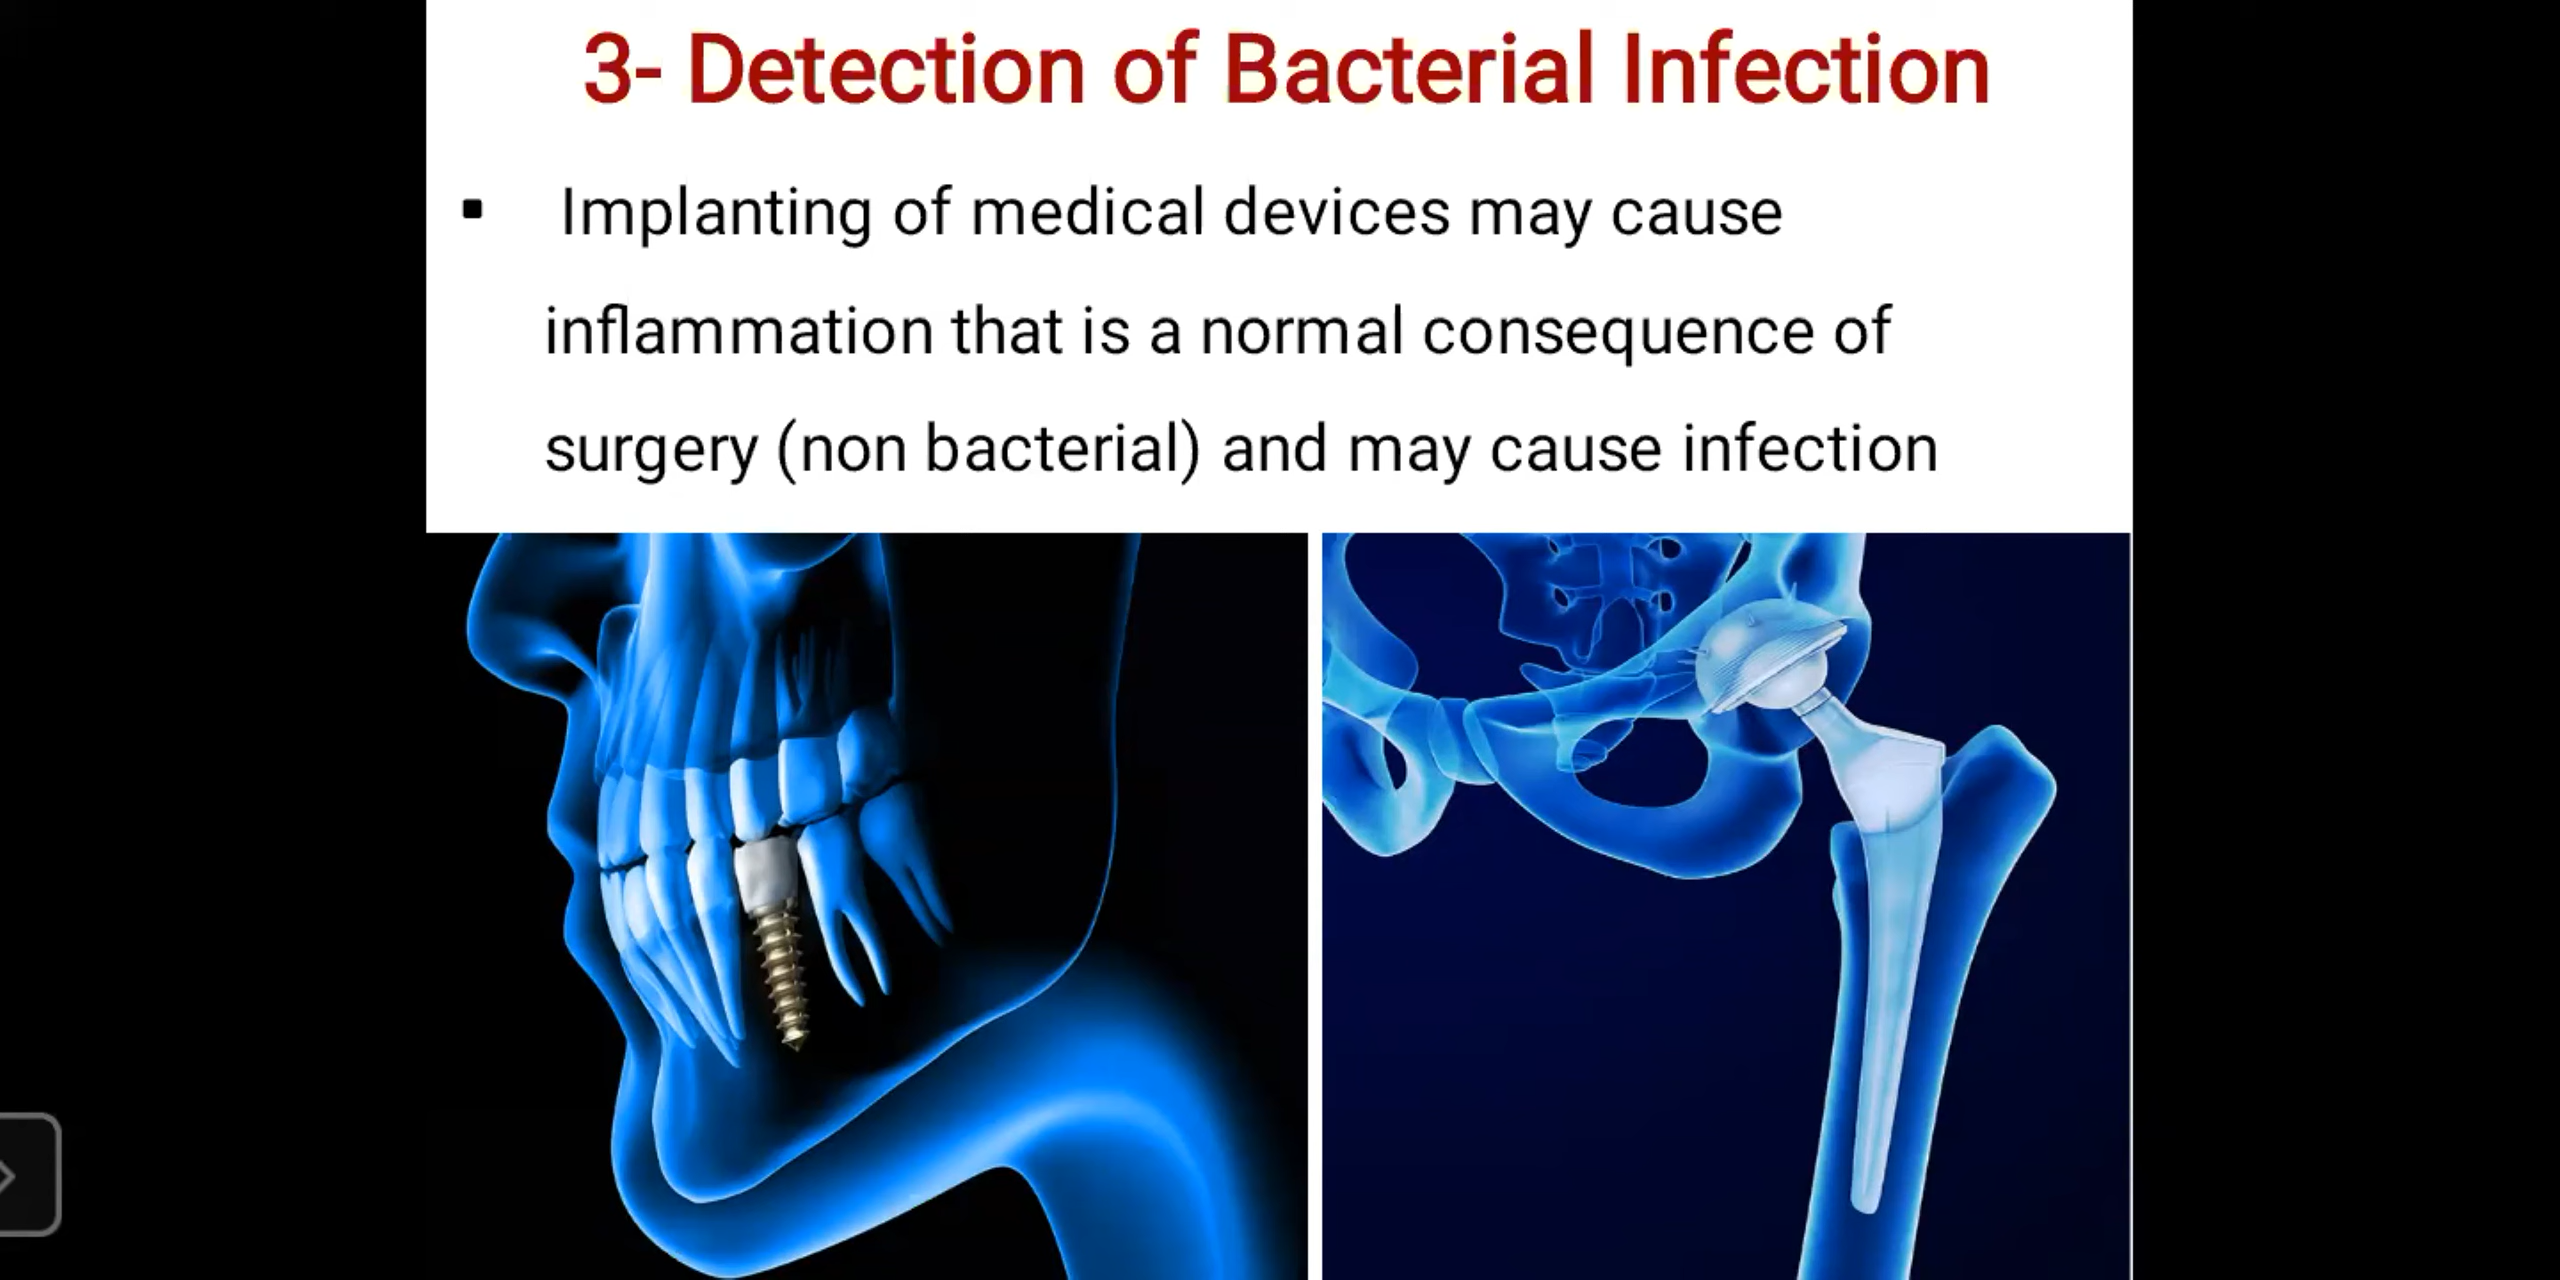 3- Detection of Bacterial Infection
▪ Implanting of medical devices may cause
inflammation that is a normal consequence of
surgery (non bacterial) and may cause infection